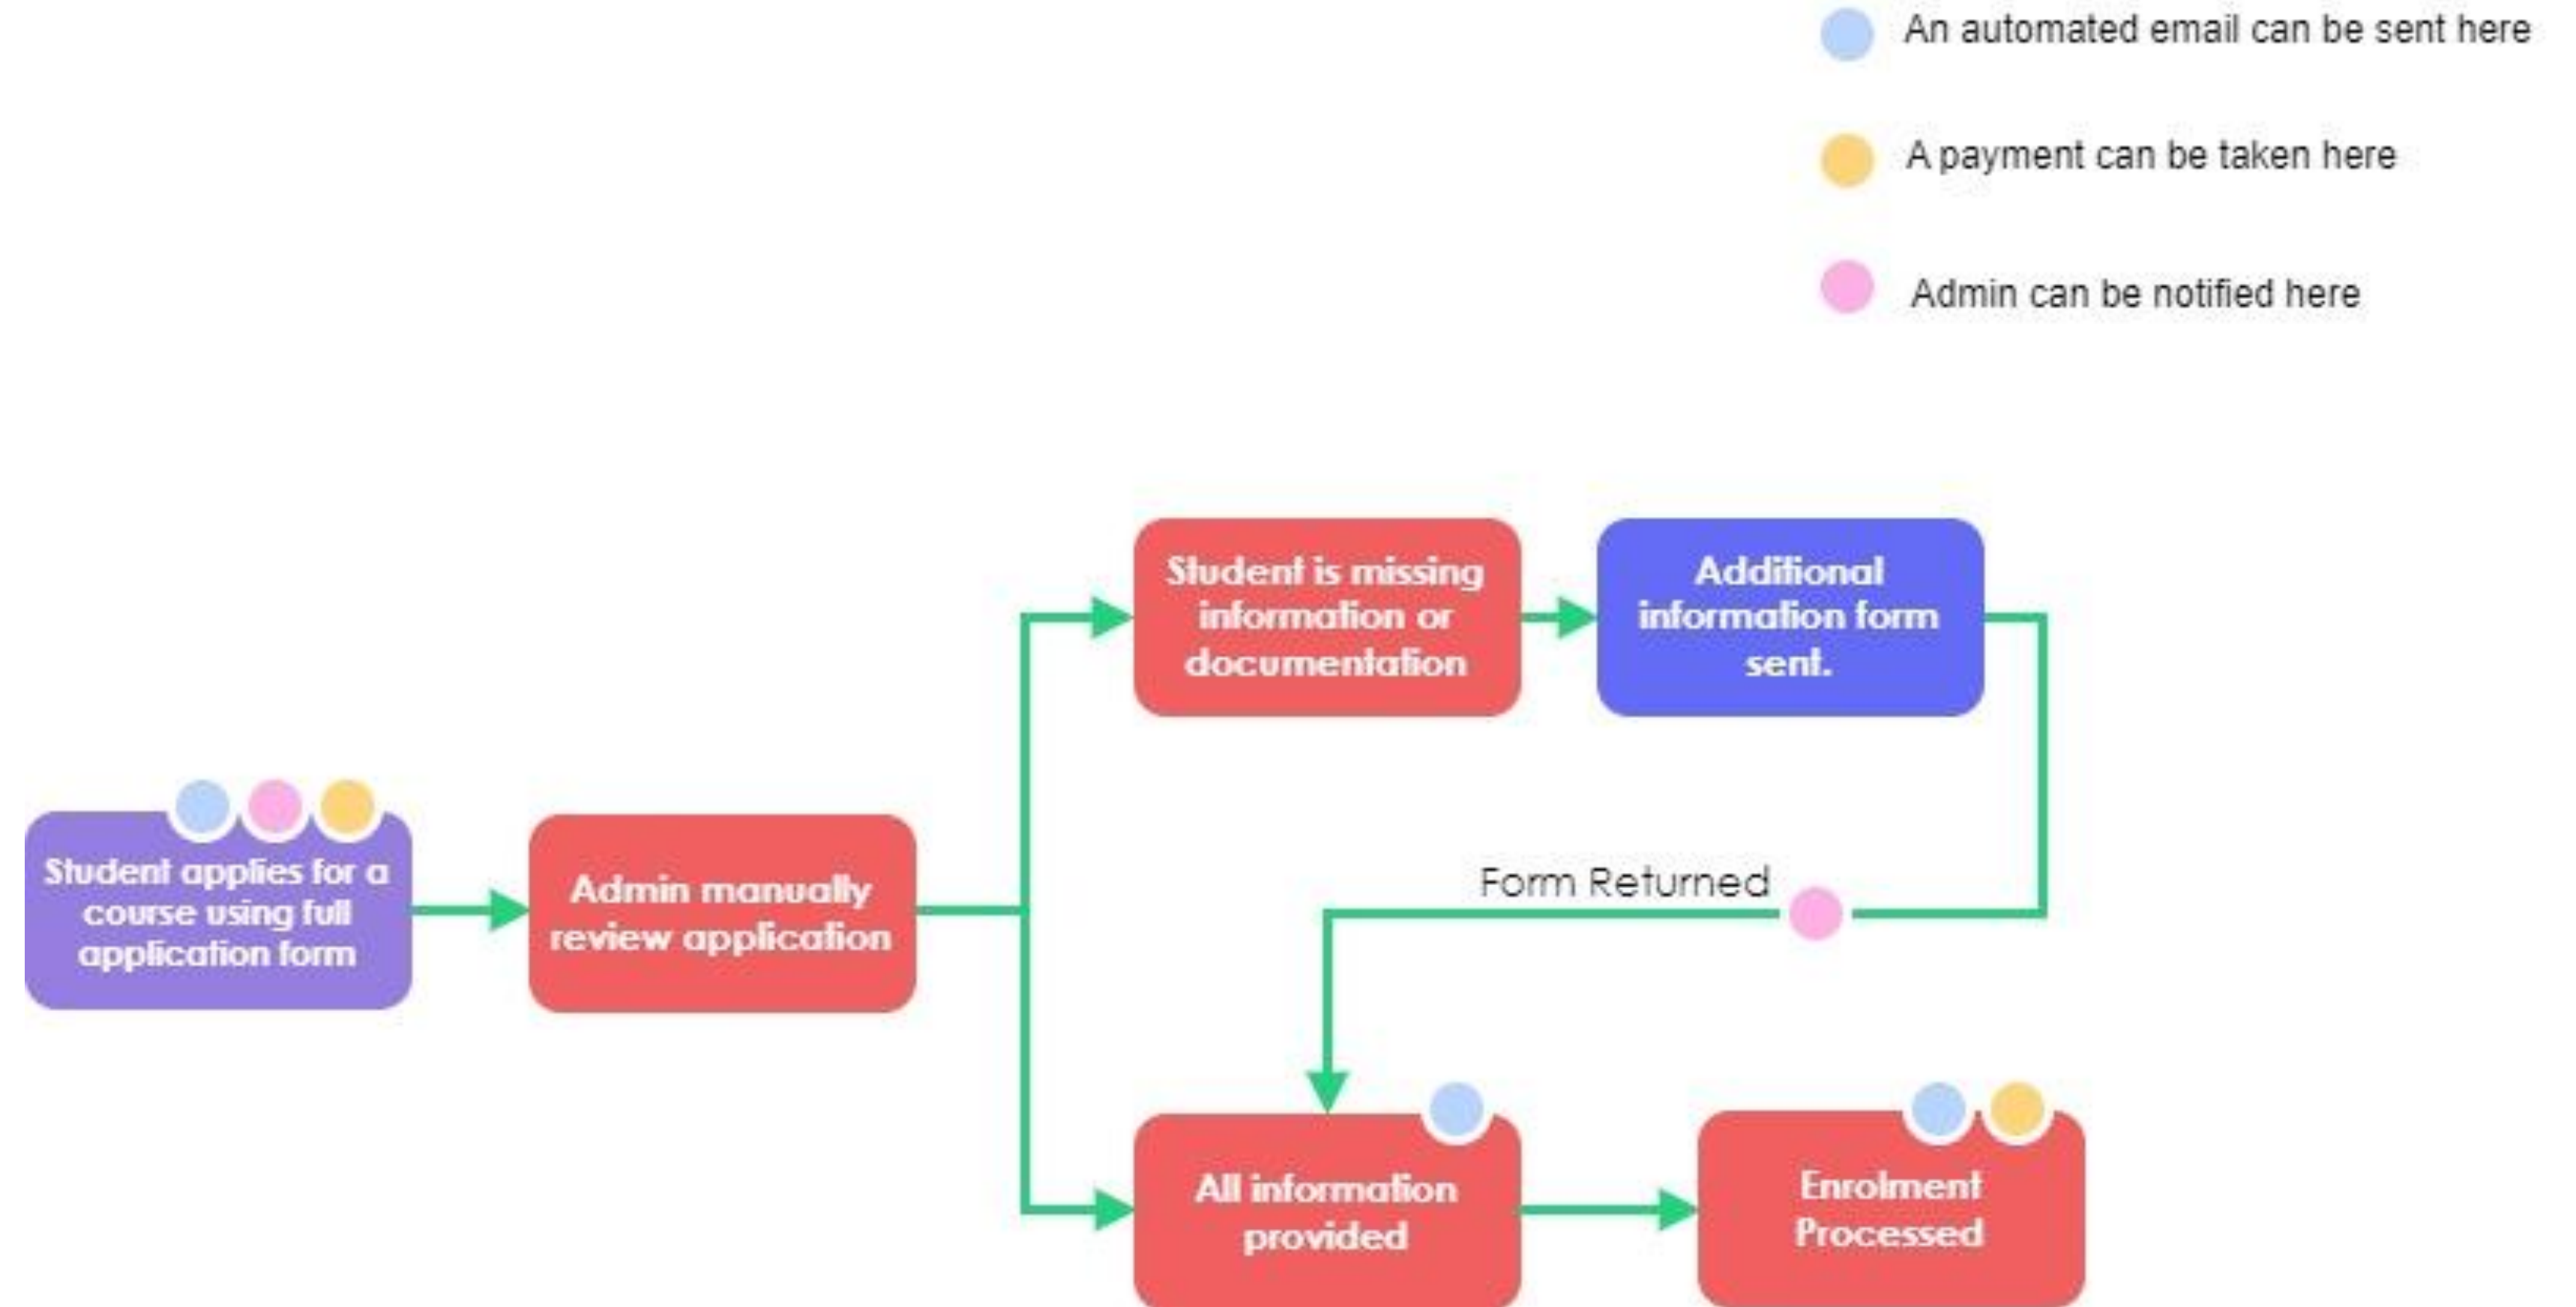 An automated email can be sent here
A payment can be taken here
Admin can be notified here
Student is missing
information or
documentation
Additional
information form
sent.
Student applies for a
course using full
application form
Admin manually
review application
Form Returned
All information
provided
Enrolment
Processed